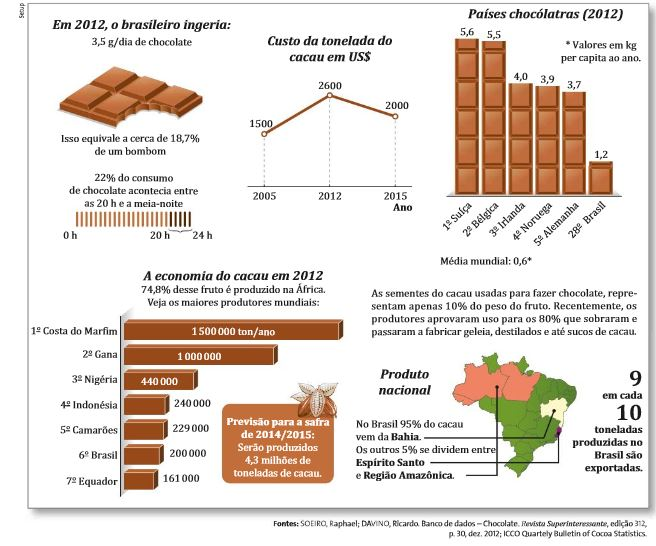 Setup
Em 2012, o brasileiro ingeria:
3,5 g/dia de chocolate
Isso equivale a cerca de 18,7%
de um bombom
22% do consumo
de chocolate acontecia entre
as 20 h e a meia-noite
0 h
20 h
24 h
Custo da tonelada do
cacau em US$
1500
2600
2000
2005
2012
2015
Ano
Países chocólatras (2012)
* Valores em kg
per capita ao ano.
5,6
5,5
4,0
3,9
3,7
1,2
1º Suíça
2º Bélgica
3º Irlanda
4º Noruega
5º Alemanha
28º Brasil
Média mundial: 0,6*
A economia do cacau em 2012
74,8% desse fruto é produzido na África.
Veja os maiores produtores mundiais:
1º Costa do Marfim
1 500 000 ton/ano
2º Gana
1 000 000
3º Nigéria
440 000
4º Indonésia
240 000
5º Camarões
229 000
6º Brasil
200 000
7º Equador
161 000
Previsão para a safra
de 2014/2015:
Serão produzidos
4,3 milhões de
toneladas de cacau.
As sementes do cacau usadas para fazer chocolate, repre-
sentam apenas 10% do peso do fruto. Recentemente, os
produtores aprovaram uso para os 80% que sobraram e
passaram a fabricar geleia, destilados e até sucos de cacau.
Produto
nacional
No Brasil 95% do cacau
vem da Bahia.
Os outros 5% se dividem entre
Espírito Santo
e Região Amazônica.
9
em cada
10
toneladas
produzidas no
Brasil são
exportadas.
Fontes: SOEIRO, Raphael; DAVINO, Ricardo. Banco de dados – Chocolate. Revista Superinteressante, edição 312,
p. 30, dez. 2012; ICCO Quartely Bulletin of Cocoa Statistics.